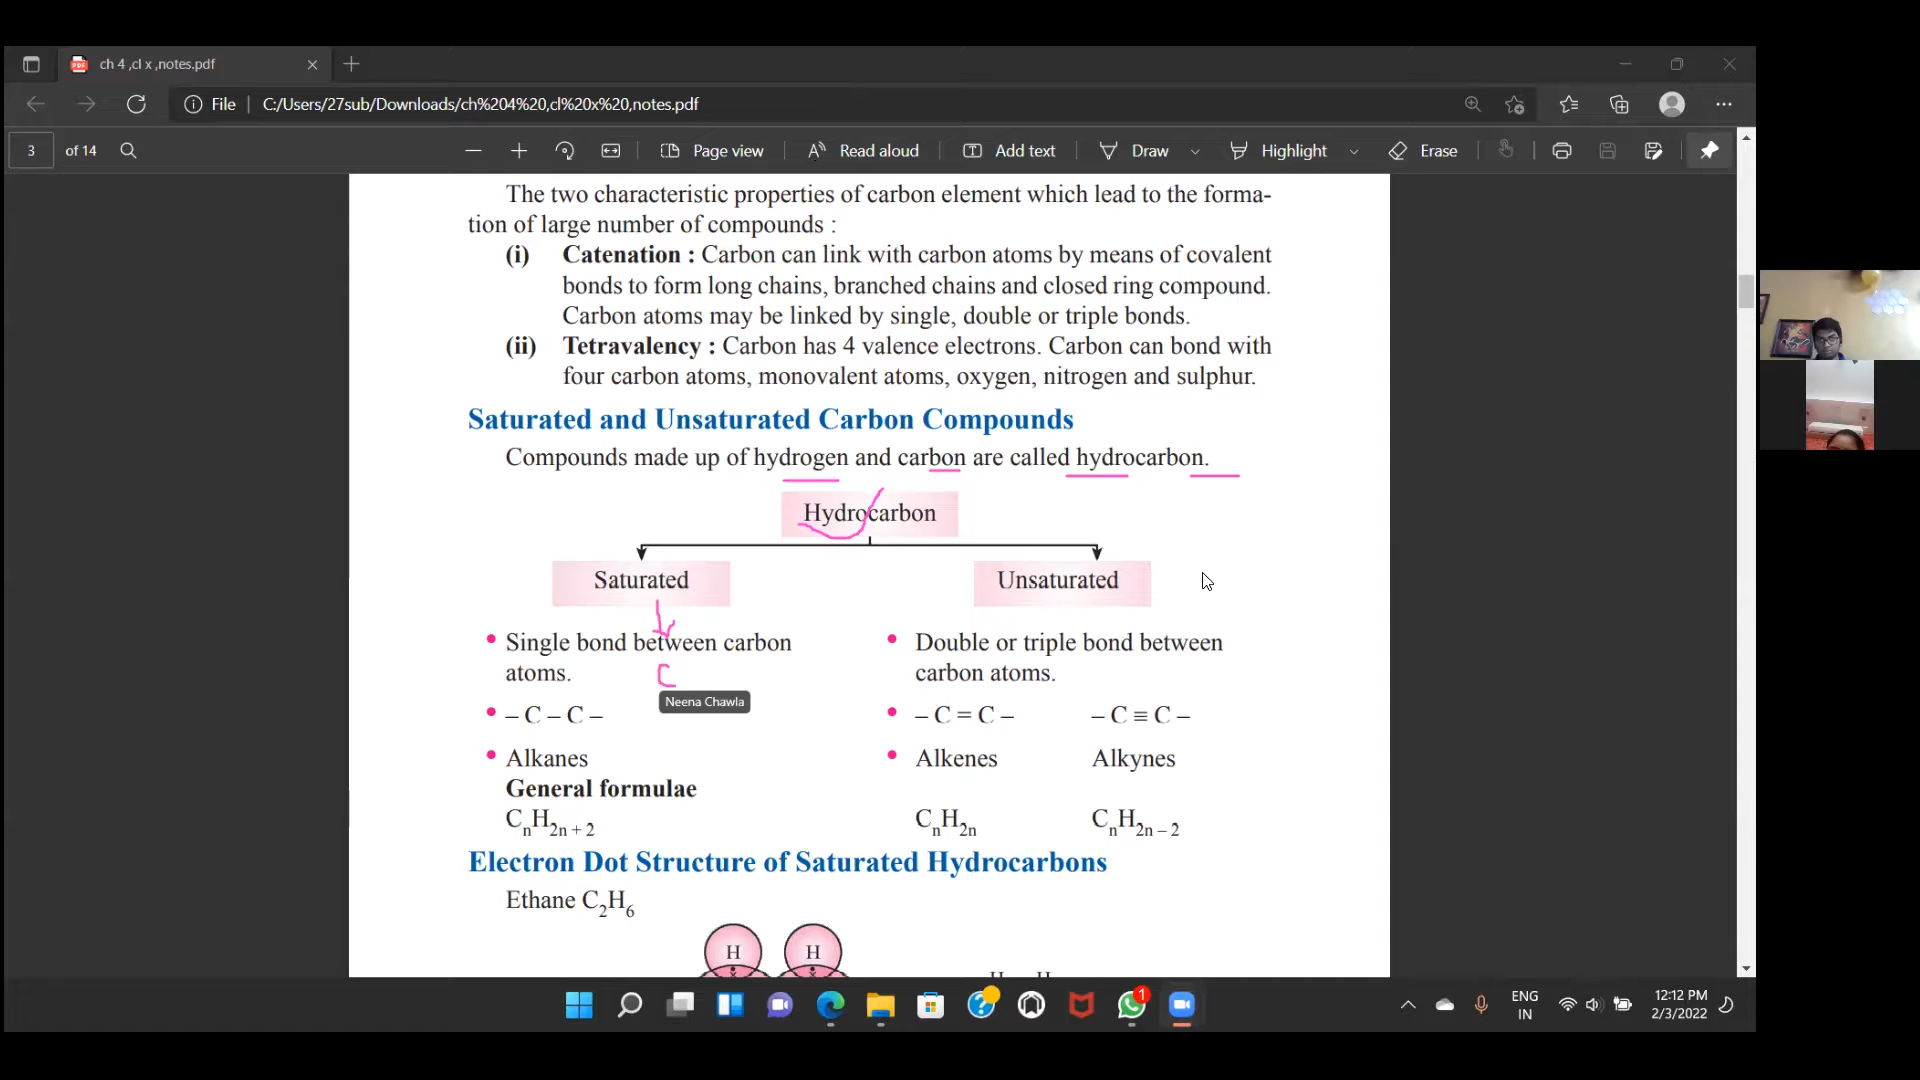 ch 4 ,cl x ,notes.pdf
File | C:/Users/27sub/Downloads/ch%204%20,cl%20x%20,notes.pdf
3 of 14 Page view Read aloud Add text Draw Highlight Erase
The two characteristic properties of carbon element which lead to the forma-
tion of large number of compounds :
(i) Catenation : Carbon can link with carbon atoms by means of covalent
bonds to form long chains, branched chains and closed ring compound.
Carbon atoms may be linked by single, double or triple bonds.
(ii) Tetravalency : Carbon has 4 valence electrons. Carbon can bond with
four carbon atoms, monovalent atoms, oxygen, nitrogen and sulphur.
Saturated and Unsaturated Carbon Compounds
Compounds made up of hydrogen and carbon are called hydrocarbon.
Hydrocarbon
Saturated Unsaturated
• Single bond between carbon • Double or triple bond between
atoms. C carbon atoms.
Neena Chawla
• – C – C – • – C = C – – C ≡ C –
• Alkanes • Alkenes Alkynes
General formulae
CₙH₂ₙ₊₂ CₙH₂ₙ CₙH₂ₙ₋₂
Electron Dot Structure of Saturated Hydrocarbons
Ethane C₂H₆
H H
H H
1
ENG
IN
12:12 PM
2/3/2022